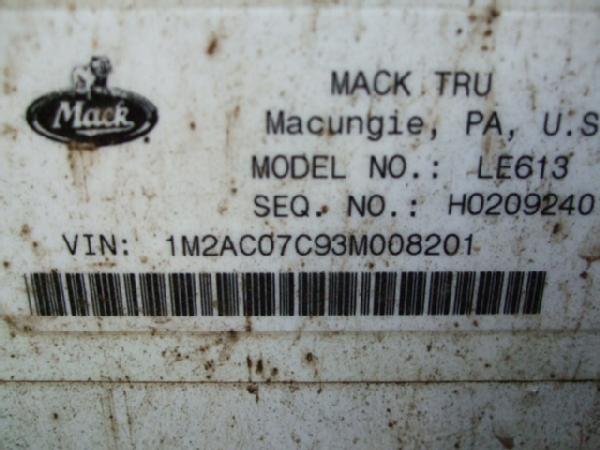 Mack
MACK TRU
Macungie, PA, U.S
MODEL NO.: LE613
SEQ. NO.: H0209240
VIN: 1M2AC07C93M008201